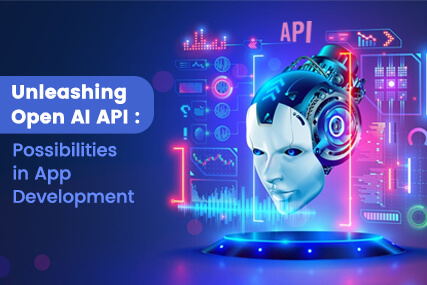 Unleashing
Open AI API :
Possibilities
in App
Development
API